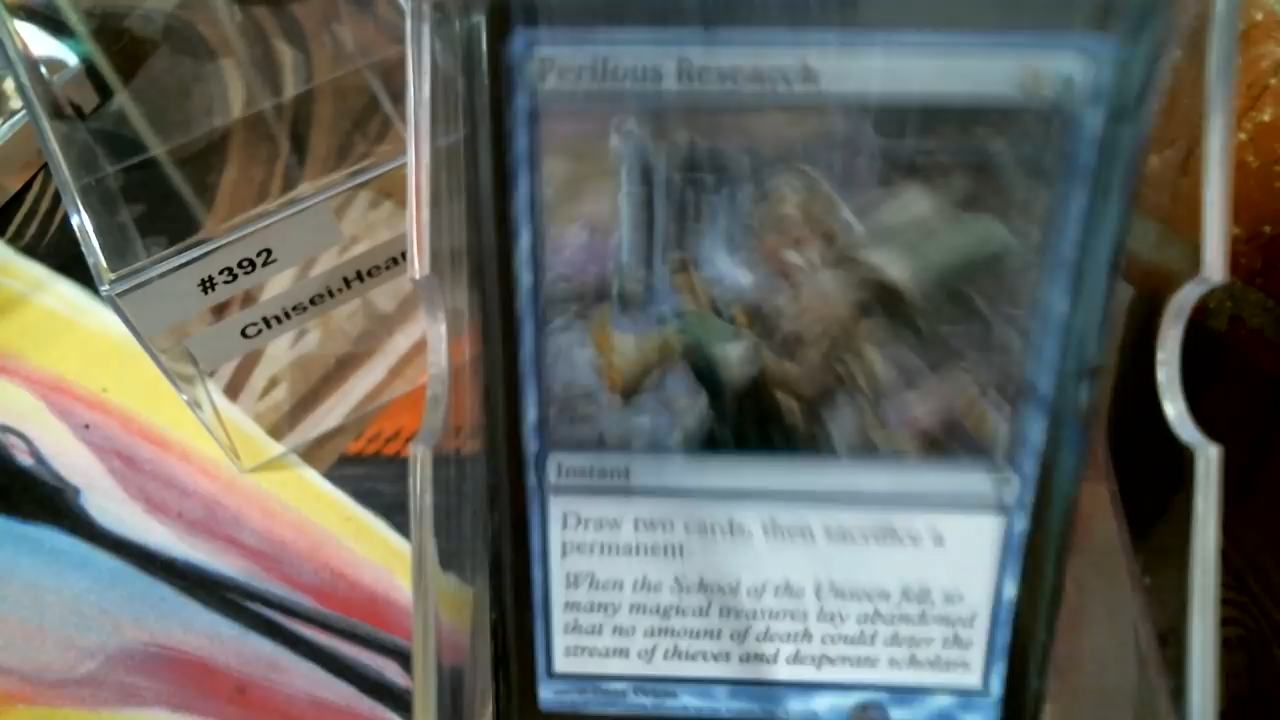 Perilous Research
#392
Chisei, Hear
Instant
Draw two cards, then sacrifice a
permanent.
When the School of the Unseen fell, so
many magical treasures lay abandoned
that no amount of death could deter the
stream of thieves and desperate scholars.